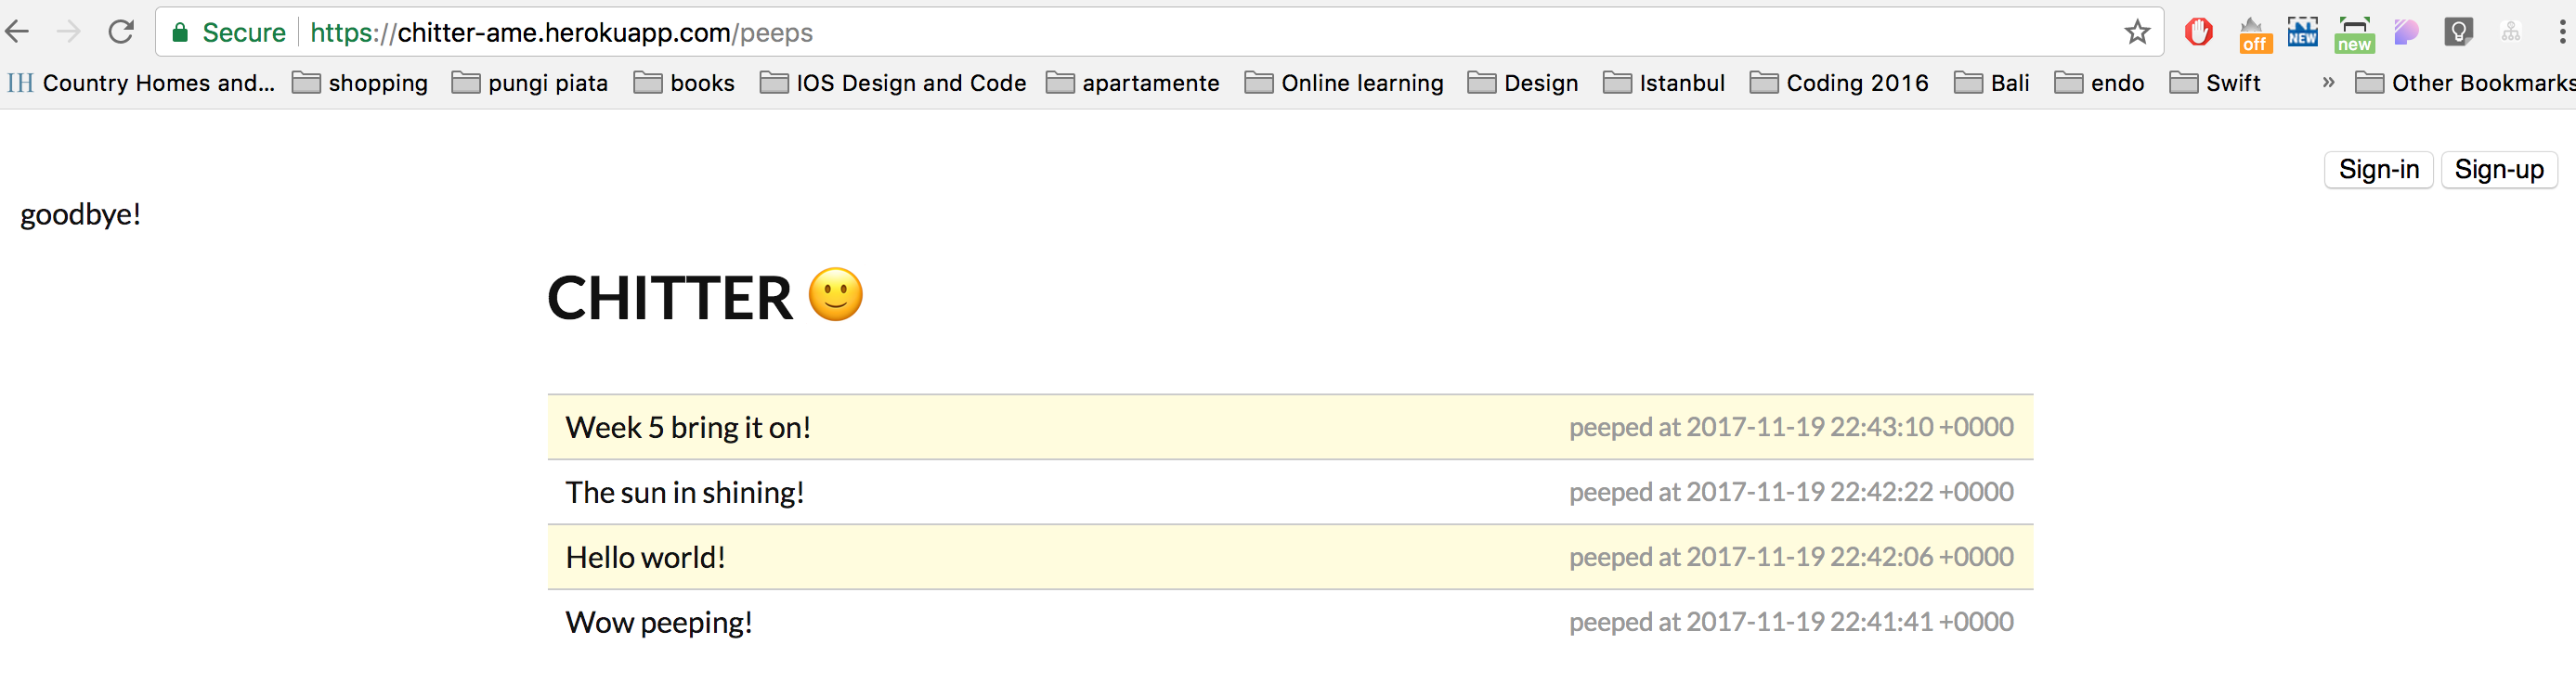 Secure https://chitter-ame.herokuapp.com/peeps off NEW new
IH Country Homes and... shopping pungi piata books IOS Design and Code apartamente Online learning Design Istanbul Coding 2016 Bali endo Swift » Other Bookmarks
Sign-in Sign-up
goodbye!
CHITTER 🙂
Week 5 bring it on! peeped at 2017-11-19 22:43:10 +0000
The sun in shining! peeped at 2017-11-19 22:42:22 +0000
Hello world! peeped at 2017-11-19 22:42:06 +0000
Wow peeping! peeped at 2017-11-19 22:41:41 +0000